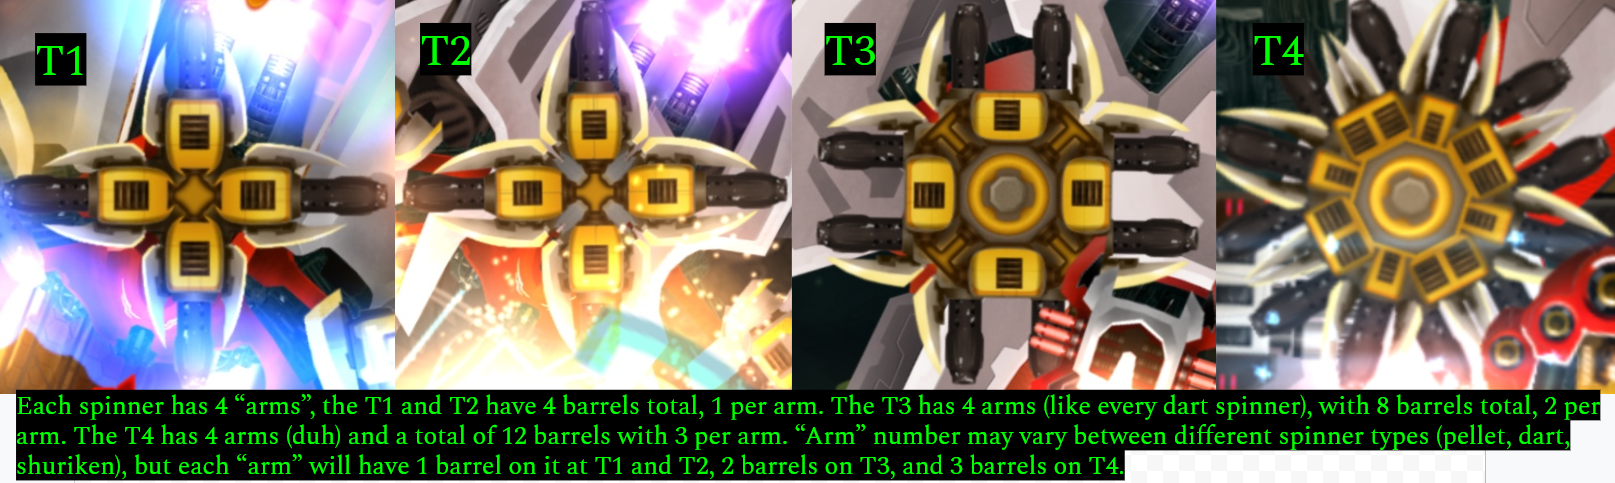 T1
T2
T3
T4
Each spinner has 4 “arms”, the T1 and T2 have 4 barrels total, 1 per arm. The T3 has 4 arms (like every dart spinner), with 8 barrels total, 2 per
arm. The T4 has 4 arms (duh) and a total of 12 barrels with 3 per arm. “Arm” number may vary between different spinner types (pellet, dart,
shuriken), but each “arm” will have 1 barrel on it at T1 and T2, 2 barrels on T3, and 3 barrels on T4.